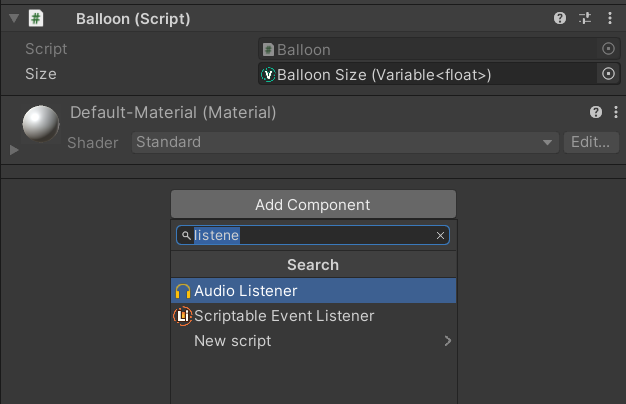 # Balloon (Script)
Script # Balloon
Size V Balloon Size (Variable<float>)
Default-Material (Material)
Shader Standard Edit...
Add Component
listene
Search
Audio Listener
Li Scriptable Event Listener
New script